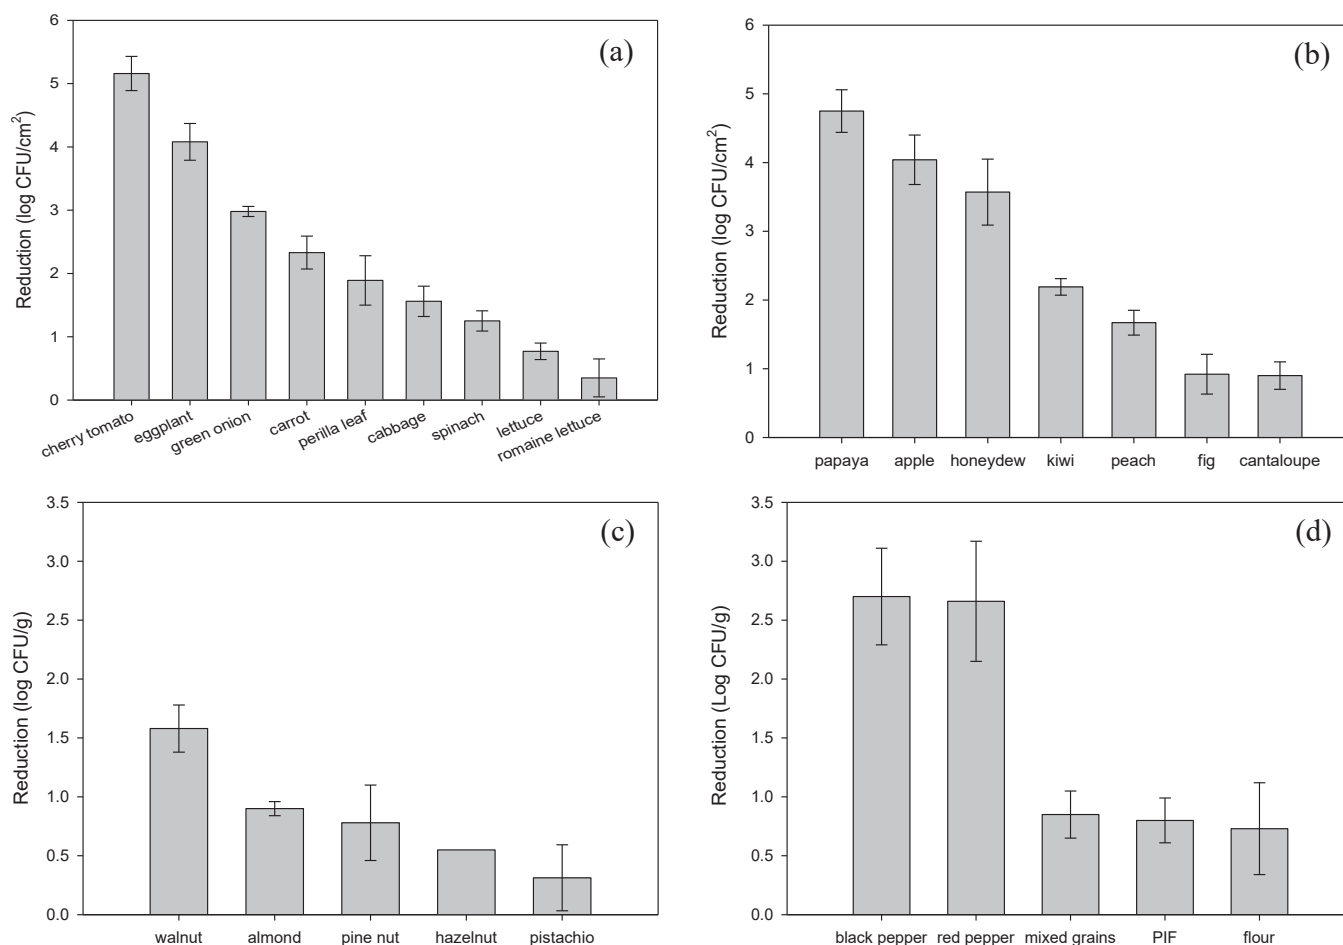 (a)
Reduction (log CFU/cm²)
6
5
4
3
2
1
0
cherry tomato
eggplant
green onion
carrot
perilla leaf
cabbage
spinach
lettuce
romaine lettuce
(b)
Reduction (log CFU/cm²)
6
5
4
3
2
1
0
papaya apple honeydew kiwi peach fig cantaloupe
(c)
Reduction (log CFU/g)
3.5
3.0
2.5
2.0
1.5
1.0
0.5
0.0
walnut almond pine nut hazelnut pistachio
(d)
Reduction (Log CFU/g)
3.5
3.0
2.5
2.0
1.5
1.0
0.5
0.0
black pepper red pepper mixed grains PIF flour